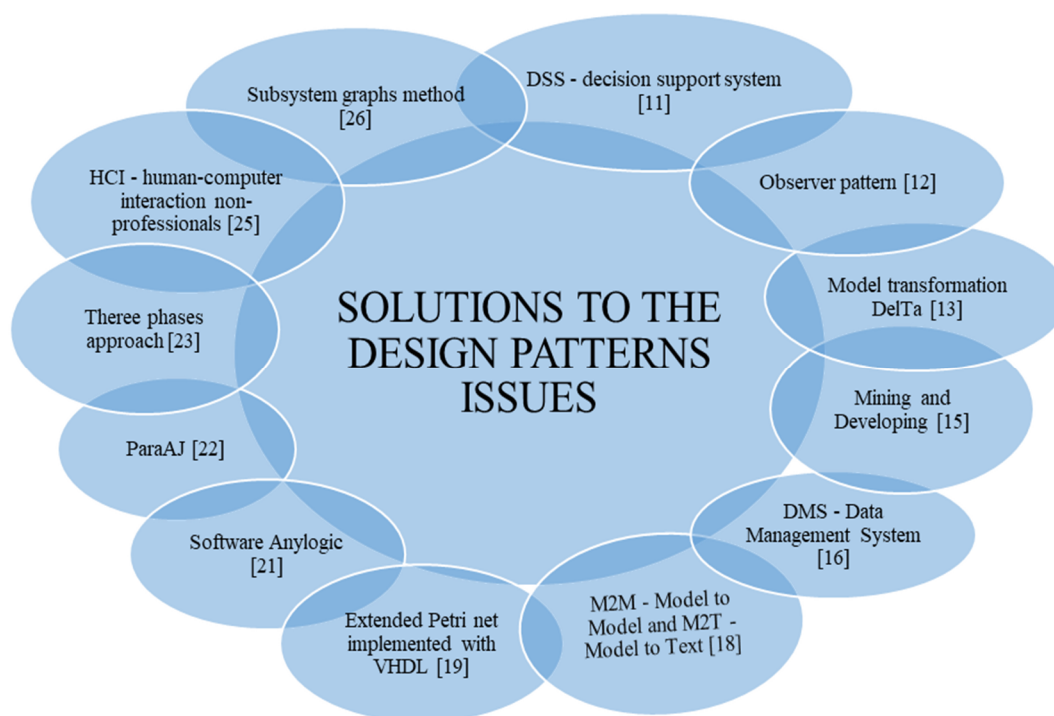 DSS - decision support system
[11]
Observer pattern [12]
Model transformation
DelTa [13]
Mining and
Developing [15]
DMS - Data
Management System
[16]
M2M - Model to
Model and M2T -
Model to Text [18]
Extended Petri net
implemented with
VHDL [19]
Software Anylogic
[21]
ParaAJ [22]
Theree phases
approach [23]
HCI - human-computer
interaction non-
professionals [25]
Subsystem graphs method
[26]
SOLUTIONS TO THE
DESIGN PATTERNS
ISSUES